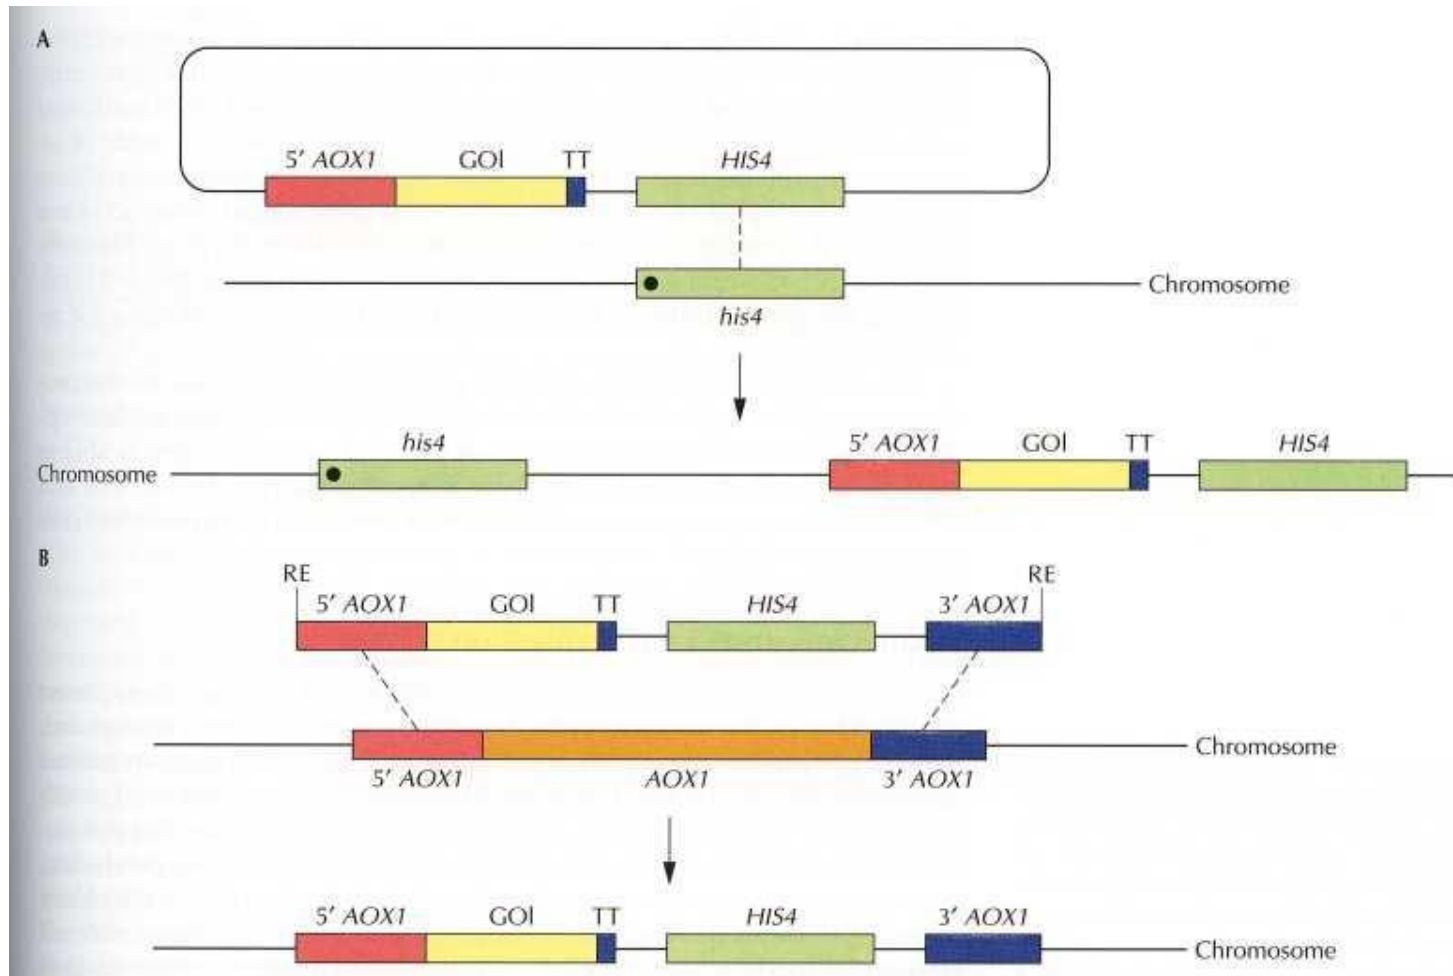 A
5' AOX1 GOI TT HIS4
Chromosome
his4
his4 5' AOX1 GOI TT HIS4
Chromosome
B
RE RE
5' AOX1 GOI TT HIS4 3' AOX1
Chromosome
5' AOX1 AOX1 3' AOX1
5' AOX1 GOI TT HIS4 3' AOX1
Chromosome